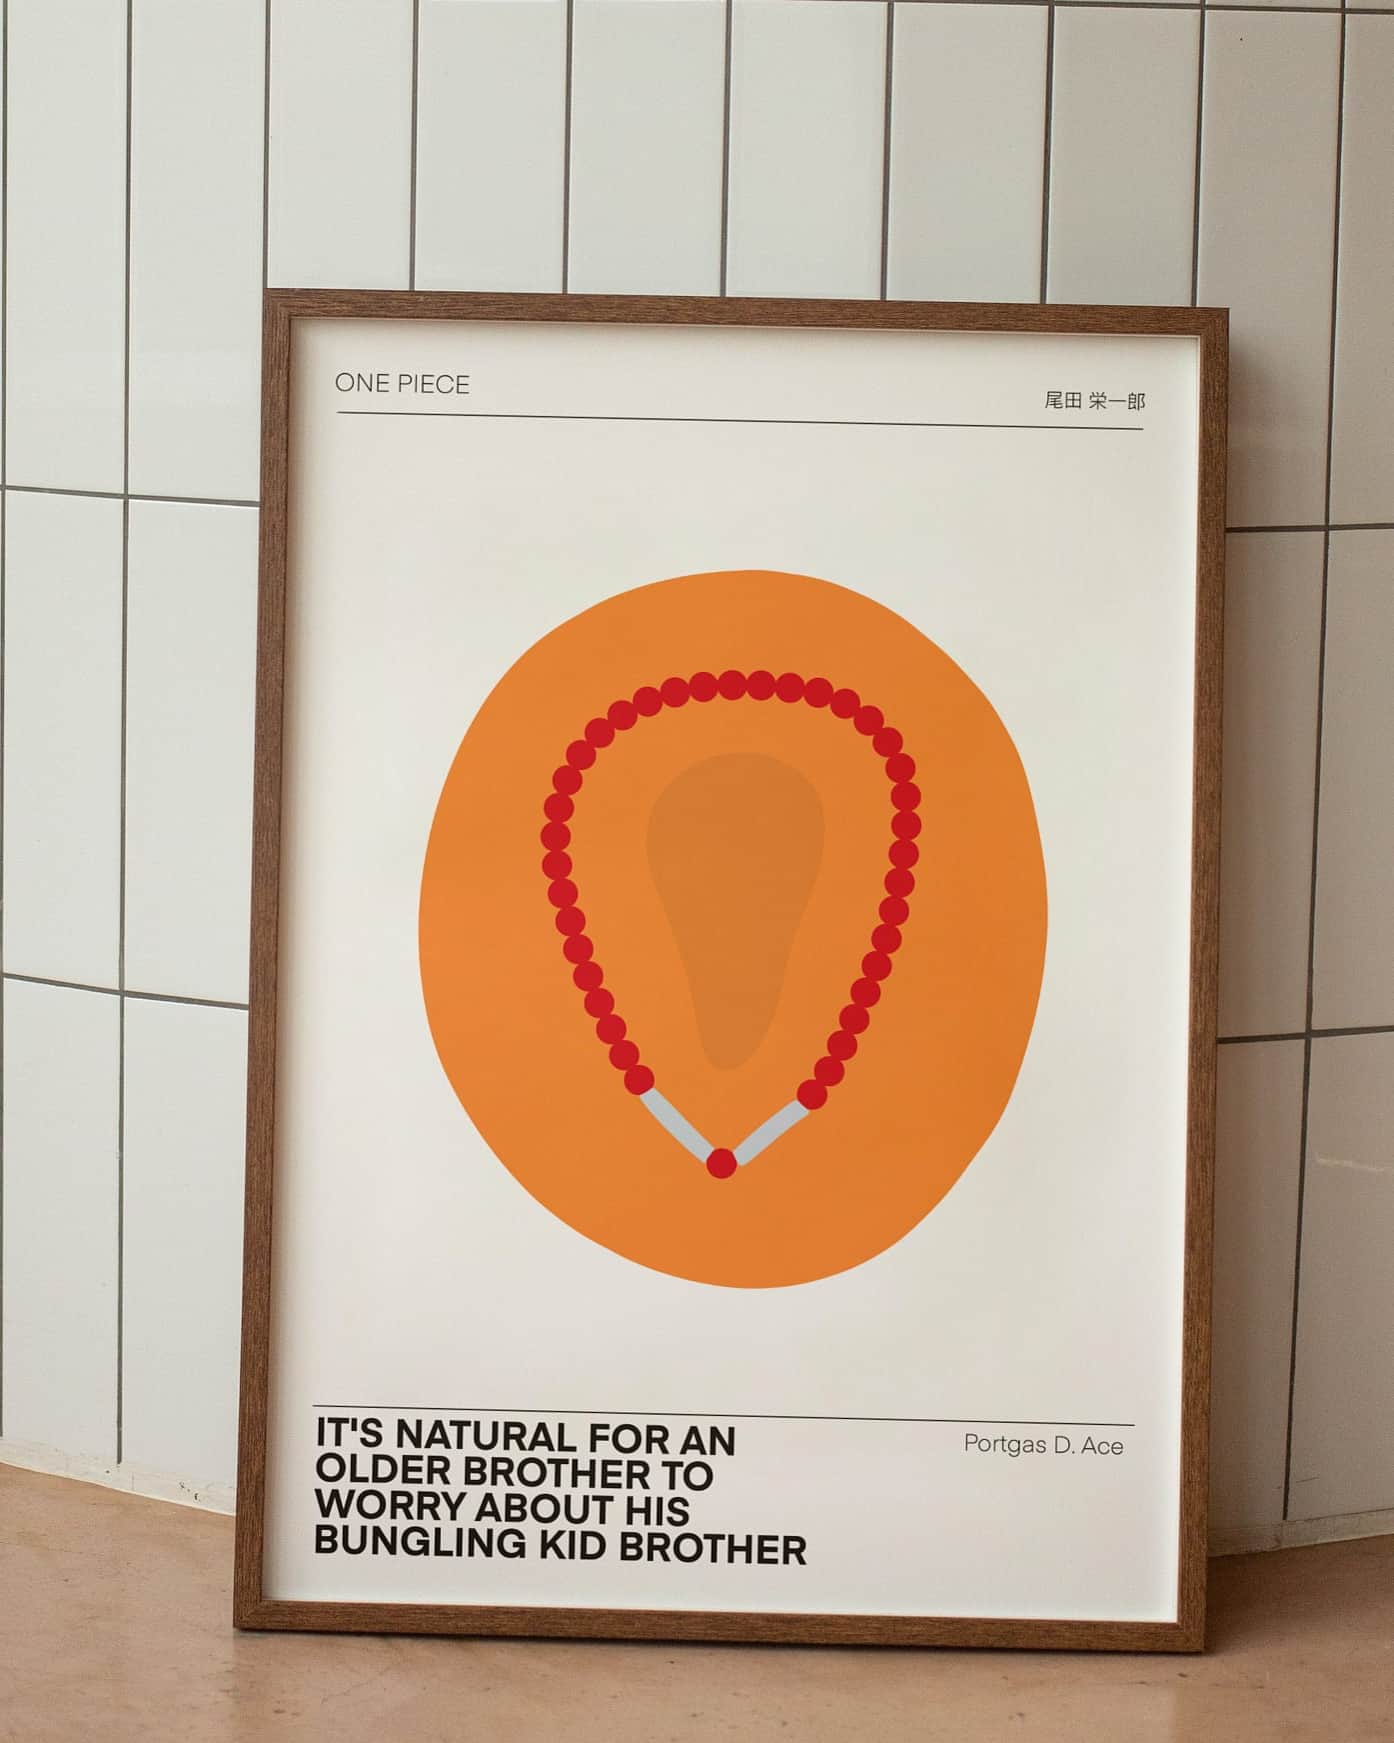 ONE PIECE
尾田 栄一郎
IT'S NATURAL FOR AN
OLDER BROTHER TO
WORRY ABOUT HIS
BUNGLING KID BROTHER
Portgas D. Ace